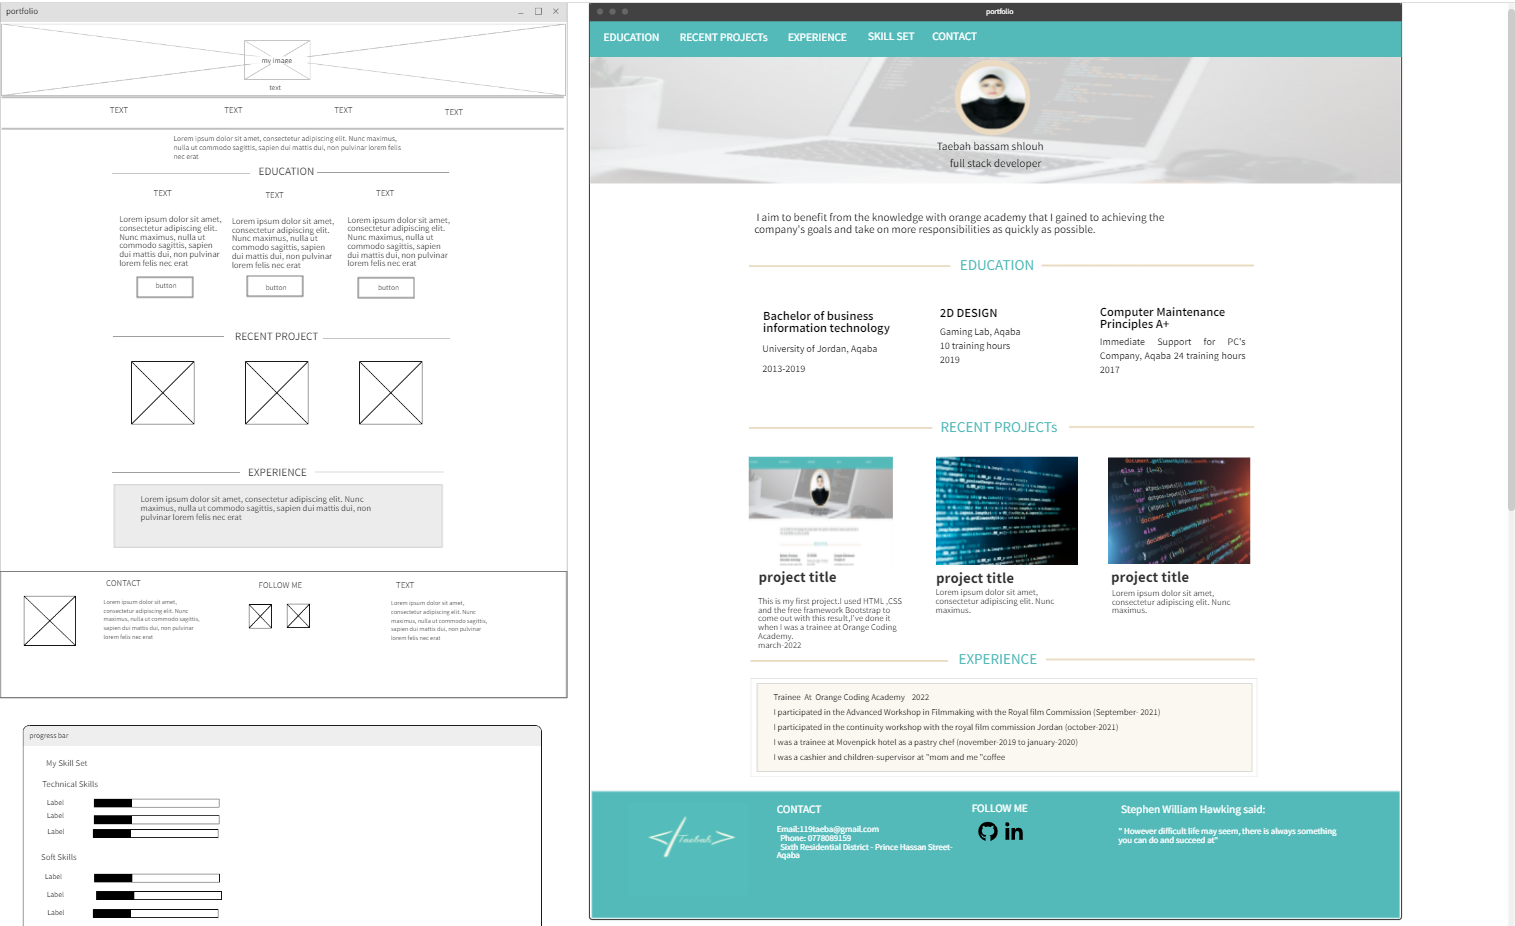 portfolio
my image
text
TEXT TEXT TEXT TEXT
Lorem ipsum dolor sit amet, consectetur adipiscing elit. Nunc maximus,
nulla ut commodo sagittis, sapien dui mattis dui, non pulvinar lorem felis
nec erat
EDUCATION
TEXT
Lorem ipsum dolor sit amet,
consectetur adipiscing elit.
Nunc maximus, nulla ut
commodo sagittis, sapien
dui mattis dui, non pulvinar
lorem felis nec erat
button
TEXT
Lorem ipsum dolor sit amet,
consectetur adipiscing elit.
Nunc maximus, nulla ut
commodo sagittis, sapien
dui mattis dui, non pulvinar
lorem felis nec erat
button
TEXT
Lorem ipsum dolor sit amet,
consectetur adipiscing elit.
Nunc maximus, nulla ut
commodo sagittis, sapien
dui mattis dui, non pulvinar
lorem felis nec erat
button
RECENT PROJECT
EXPERIENCE
Lorem ipsum dolor sit amet, consectetur adipiscing elit. Nunc
maximus, nulla ut commodo sagittis, sapien dui mattis dui, non
pulvinar lorem felis nec erat
CONTACT
Lorem ipsum dolor sit amet,
consectetur adipiscing elit. Nunc
maximus, nulla ut commodo sagittis,
sapien dui mattis dui, non pulvinar
lorem felis nec erat
FOLLOW ME
TEXT
Lorem ipsum dolor sit amet,
consectetur adipiscing elit. Nunc
maximus, nulla ut commodo sagittis,
sapien dui mattis dui, non pulvinar
lorem felis nec erat
progress bar
My Skill Set
Technical Skills
Label
Label
Label
Soft Skills
Label
Label
Label
portfolio
EDUCATION RECENT PROJECTs EXPERIENCE SKILL SET CONTACT
Taebah bassam shlouh
full stack developer
I aim to benefit from the knowledge with orange academy that I gained to achieving the
company's goals and take on more responsibilities as quickly as possible.
EDUCATION
Bachelor of business
information technology
University of Jordan, Aqaba
2013-2019
2D DESIGN
Gaming Lab, Aqaba
10 training hours
2019
Computer Maintenance
Principles A+
Immediate Support for PC's
Company, Aqaba 24 training hours
2017
RECENT PROJECTs
project title
This is my first project.I used HTML ,CSS
and the free framework Bootstrap to
come out with this result,I've done it
when I was a trainee at Orange Coding
Academy.
march-2022
project title
Lorem ipsum dolor sit amet,
consectetur adipiscing elit. Nunc
maximus.
project title
Lorem ipsum dolor sit amet,
consectetur adipiscing elit. Nunc
maximus.
EXPERIENCE
Trainee At Orange Coding Academy 2022
I participated in the Advanced Workshop in Filmmaking with the Royal film Commission (September- 2021)
I participated in the continuity workshop with the royal film commission Jordan (october-2021)
I was a trainee at Movenpick hotel as a pastry chef (november-2019 to january-2020)
I was a cashier and children-supervisor at "mom and me "coffee
Taebah
CONTACT
Email:119taeba@gmail.com
Phone: 0778089159
Sixth Residential District - Prince Hassan Street-
Aqaba
FOLLOW ME
in
Stephen William Hawking said:
" However difficult life may seem, there is always something
you can do and succeed at"